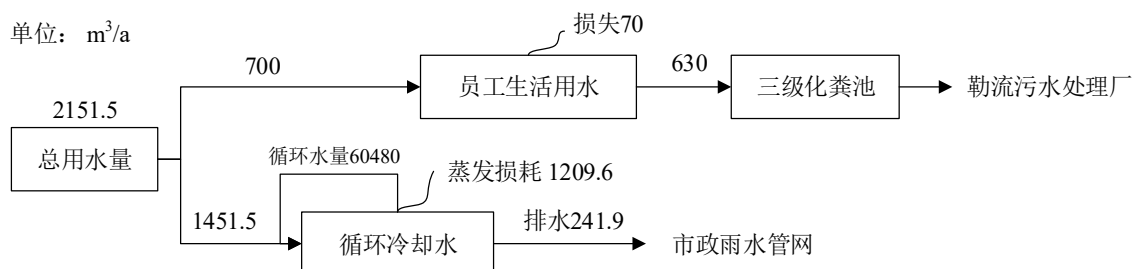 单位： m³/a
损失70
700
员工生活用水
630
三级化粪池
勒流污水处理厂
2151.5
总用水量
循环水量60480
蒸发损耗 1209.6
1451.5
循环冷却水
排水241.9
市政雨水管网